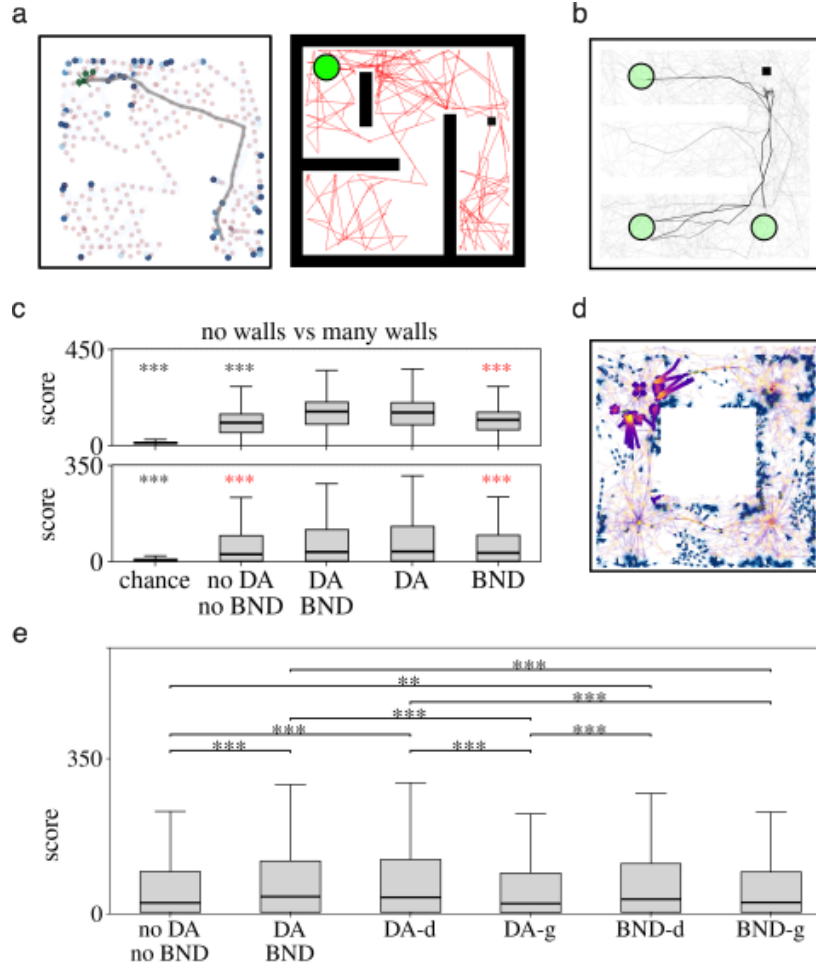 a
b
c
no walls vs many walls
450
score
0
*** *** ***
350
score
0
*** *** ***
chance no DA DA DA BND
no BND BND
d
e
***
**
***
***
*** ***
*** ***
350
score
0
no DA DA DA-d DA-g BND-d BND-g
no BND BND